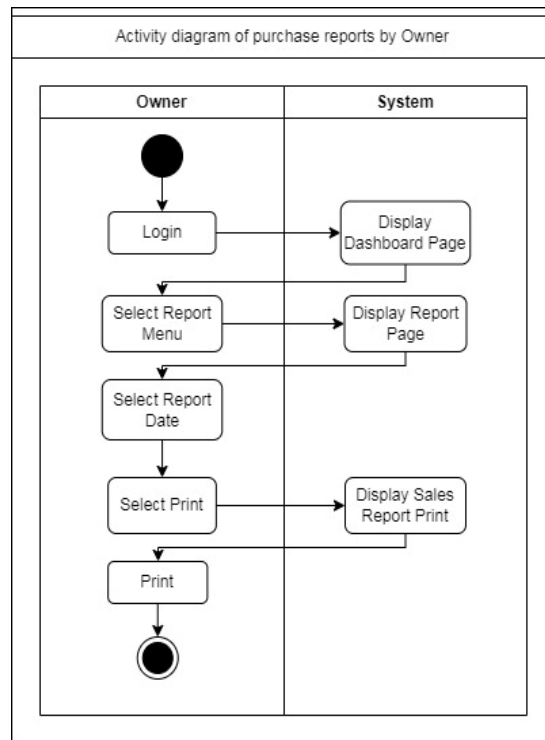 Activity diagram of purchase reports by Owner
Owner
System
Login
Display
Dashboard Page
Select Report
Menu
Display Report
Page
Select Report
Date
Select Print
Display Sales
Report Print
Print